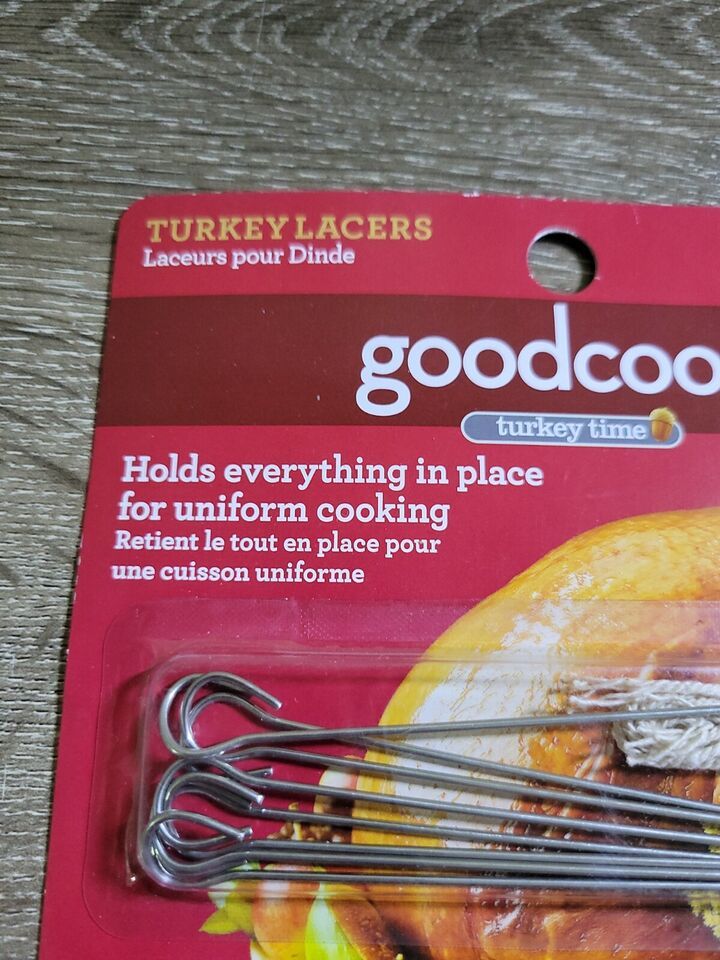 TURKEY LACERS
Laceurs pour Dinde
goodcoo
turkey time
Holds everything in place
for uniform cooking
Retient le tout en place pour
une cuisson uniforme